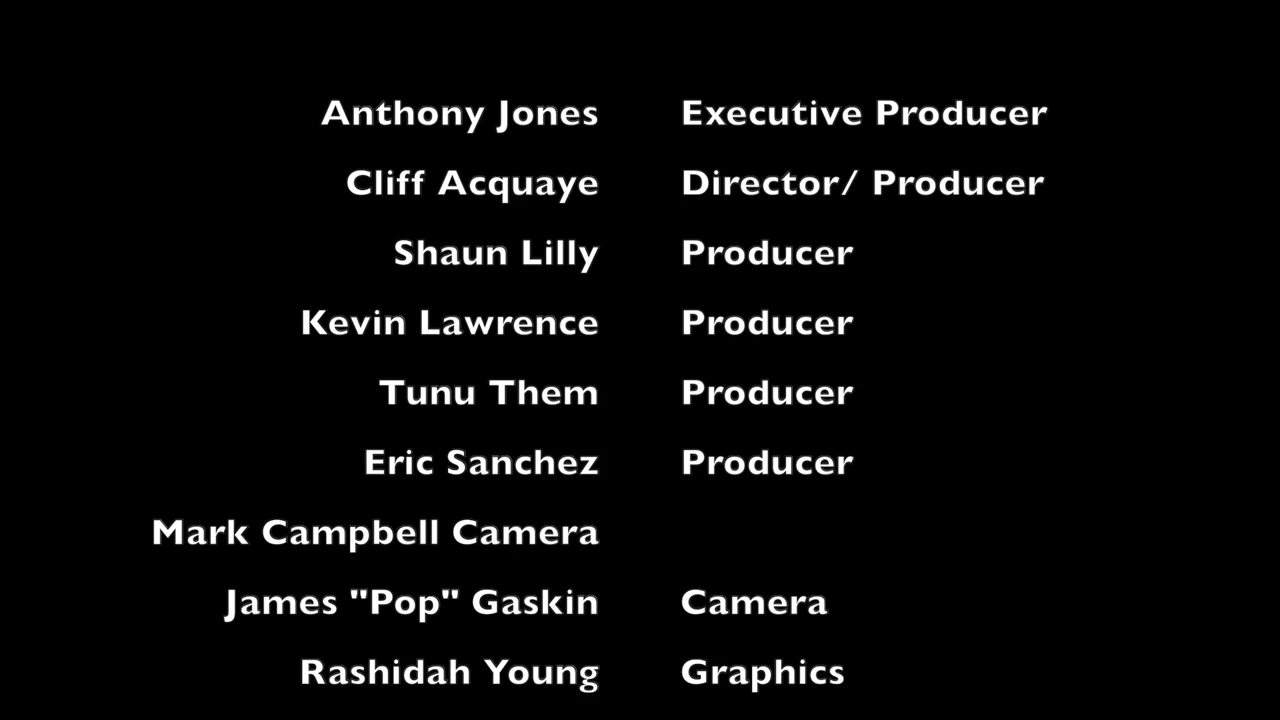 Anthony Jones Executive Producer
Cliff Acquaye Director/ Producer
Shaun Lilly Producer
Kevin Lawrence Producer
Tunu Them Producer
Eric Sanchez Producer
Mark Campbell Camera
James "Pop" Gaskin Camera
Rashidah Young Graphics